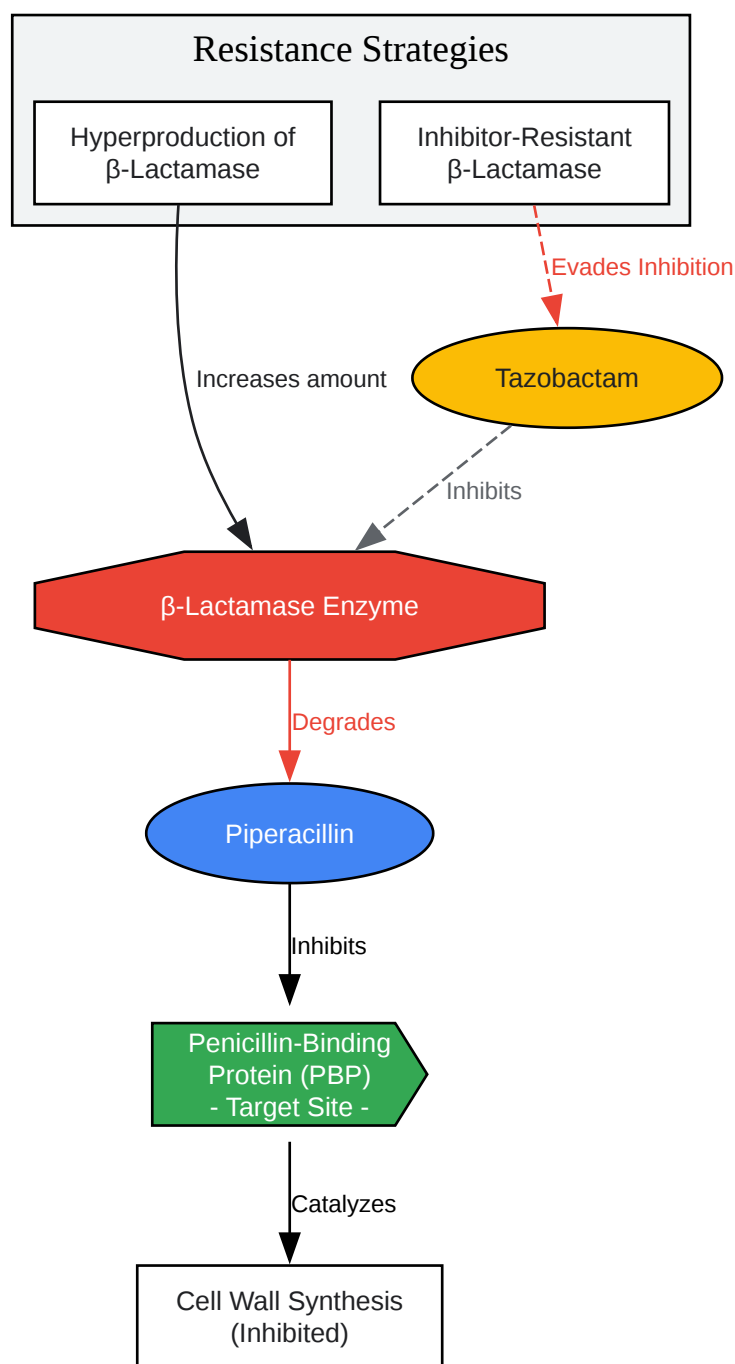 Resistance Strategies
Hyperproduction of
β-Lactamase
Inhibitor-Resistant
β-Lactamase
Evades Inhibition
Increases amount
Tazobactam
Inhibits
β-Lactamase Enzyme
Degrades
Piperacillin
Inhibits
Penicillin-Binding
Protein (PBP)
- Target Site -
Catalyzes
Cell Wall Synthesis
(Inhibited)